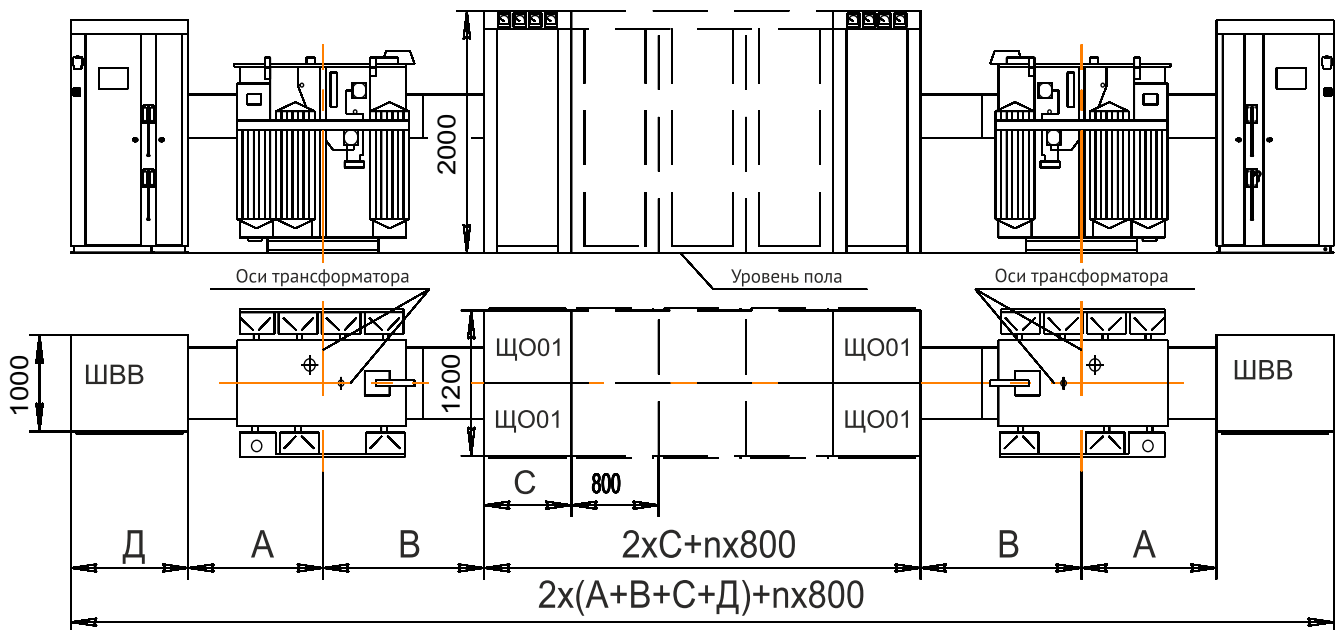 2000
Оси трансформатора
Уровень пола
Оси трансформатора
1000
ШВВ
1200
ЩО01
ЩО01
ШВВ
ЩО01
ЩО01
С
800
Д
А
В
2хС+nх800
В
А
2х(А+В+С+Д)+nх800